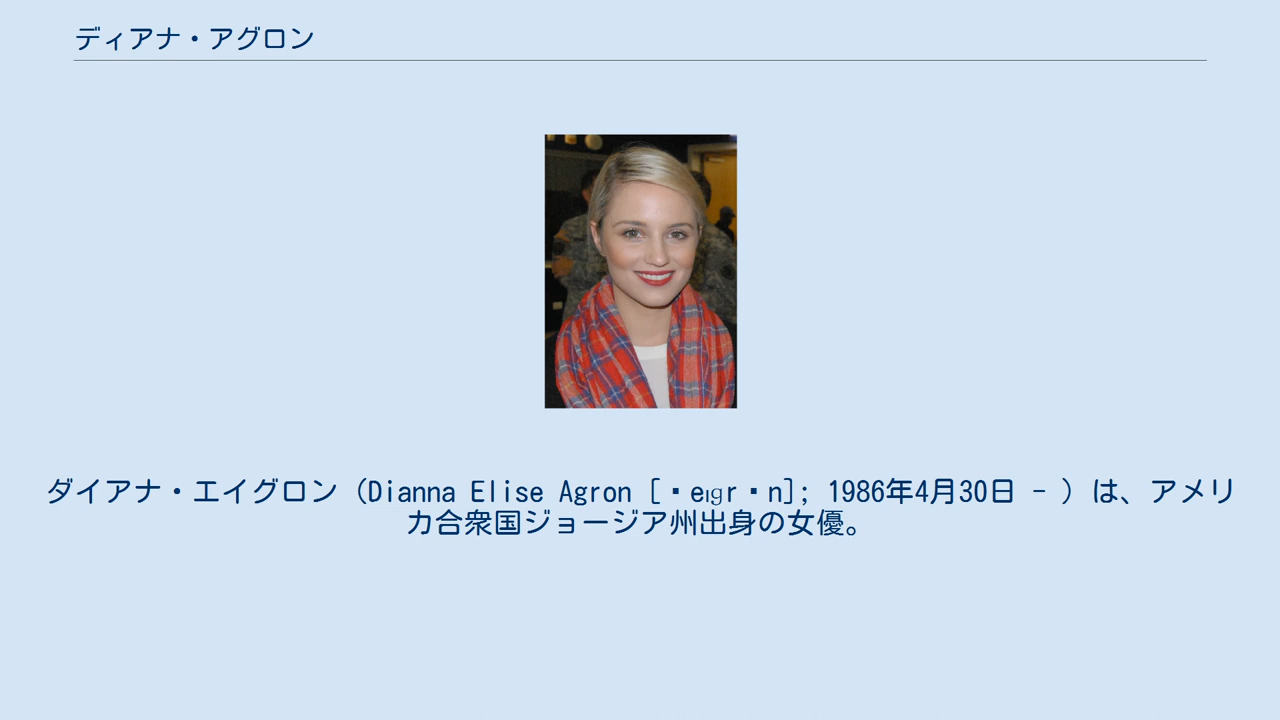 ディアナ・アグロン
ダイアナ・エイグロン（Dianna Elise Agron [・eɪɡr・n]; 1986年4月30日 - ）は、アメリ
カ合衆国ジョージア州出身の女優。